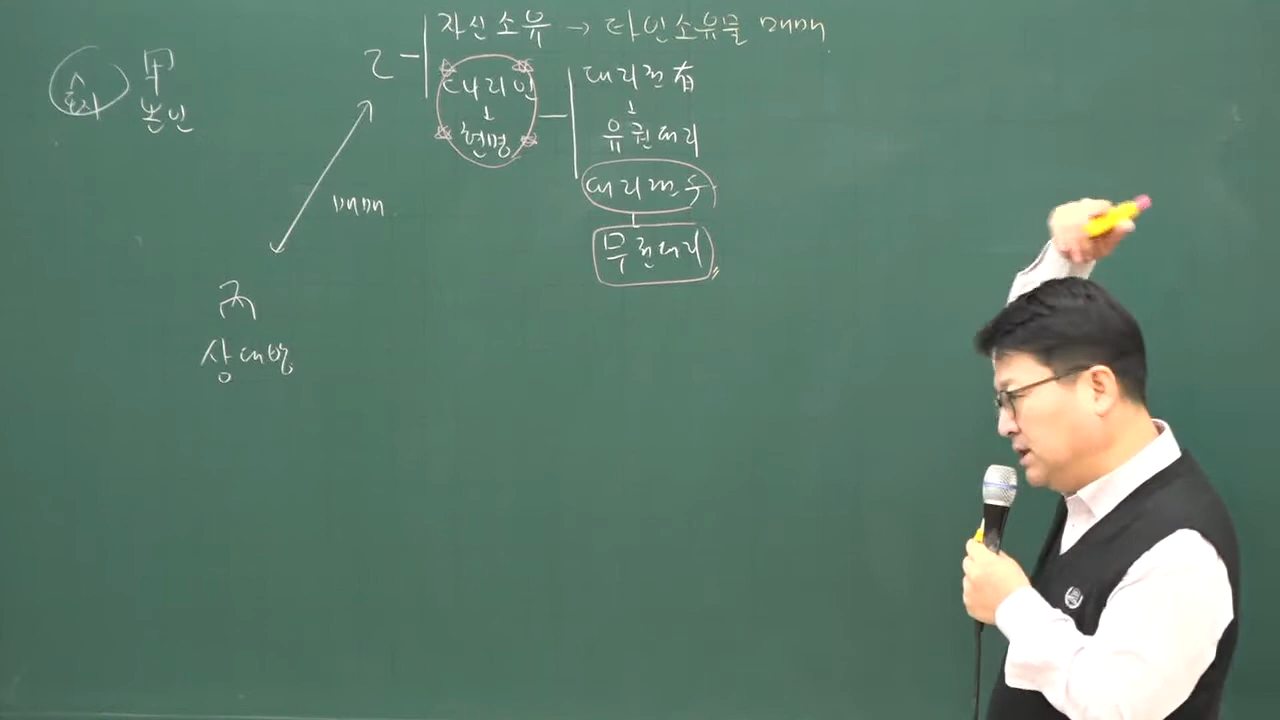 甲
본인
乙
자신소유 → 타인소유물 매매
대리인
↓
현명
대리권 有
↓
유권대리
대리권 수
무권대리
매매
丙
상대방